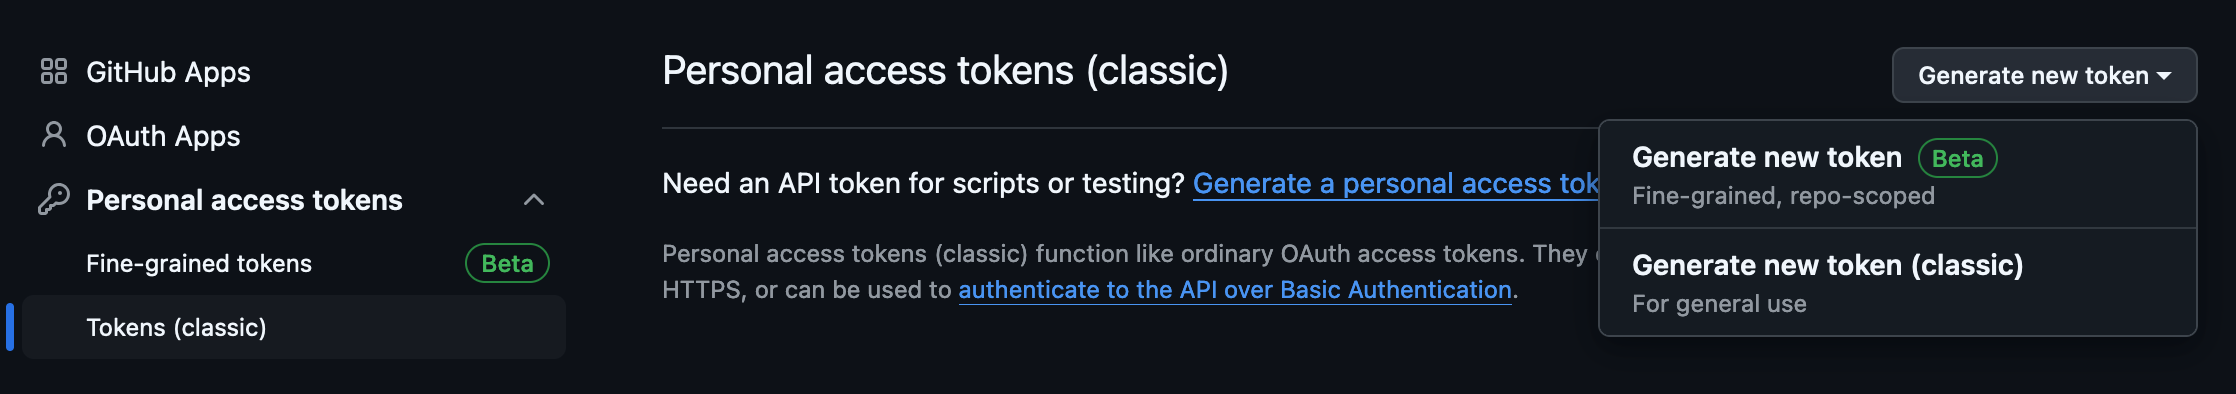 GitHub Apps
OAuth Apps
Personal access tokens
Fine-grained tokens Beta
Tokens (classic)
Personal access tokens (classic)
Generate new token
Need an API token for scripts or testing? Generate a personal access
Personal access tokens (classic) function like ordinary OAuth access tokens. They
HTTPS, or can be used to authenticate to the API over Basic Authentication.
Generate new token Beta
Fine-grained, repo-scoped
Generate new token (classic)
For general use